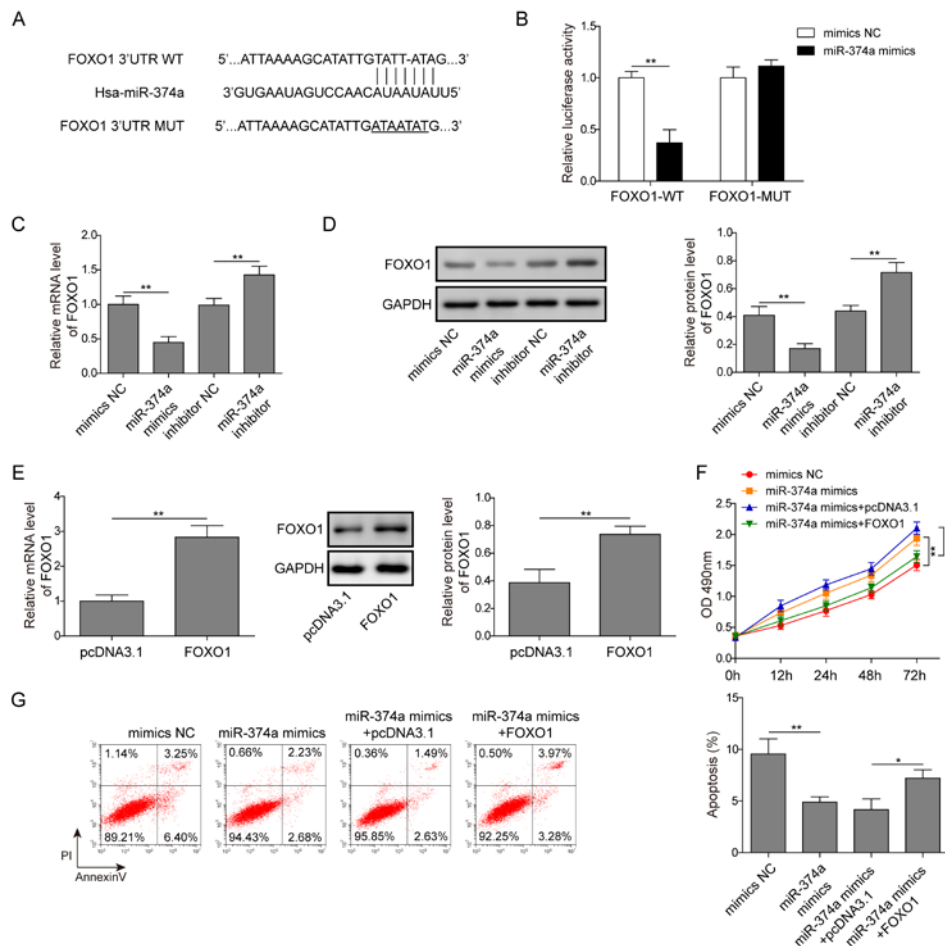 A
FOXO1 3'UTR WT 5'...ATTAAAAGCATATTGTATT-ATAG...3'
Hsa-miR-374a 3'GUGAAUAGUCCAACAUAAUAUU5'
FOXO1 3'UTR MUT 5'...ATTAAAAGCATATTGATAATATG...3'
B
mimics NC
miR-374a mimics
Relative luciferase activity
1.5
1.0
0.5
0.0
**
FOXO1-WT FOXO1-MUT
C
Relative mRNA level
of FOXO1
2.0
1.5
1.0
0.5
0.0
**
**
mimics NC
miR-374a
mimics
inhibitor NC
miR-374a
inhibitor
D
FOXO1
GAPDH
mimics NC
miR-374a
mimics
inhibitor NC
miR-374a
inhibitor
Relative protein level
of FOXO1
1.0
0.8
0.6
0.4
0.2
0.0
**
**
mimics NC
miR-374a
mimics
inhibitor NC
miR-374a
inhibitor
E
Relative mRNA level
of FOXO1
4
3
2
1
0
**
pcDNA3.1 FOXO1
FOXO1
GAPDH
pcDNA3.1
FOXO1
Relative protein level
of FOXO1
1.0
0.8
0.6
0.4
0.2
0.0
**
pcDNA3.1 FOXO1
F
mimics NC
miR-374a mimics
miR-374a mimics+pcDNA3.1
miR-374a mimics+FOXO1
OD 490nm
2.5
2.0
1.5
1.0
0.5
0.0
**
**
0h 12h 24h 48h 72h
G
mimics NC
1.14% 3.25%
89.21% 6.40%
miR-374a mimics
0.66% 2.23%
94.43% 2.68%
miR-374a mimics
+pcDNA3.1
0.36% 1.49%
95.85% 2.63%
miR-374a mimics
+FOXO1
0.50% 3.97%
92.25% 3.28%
PI
AnnexinV
Apoptosis (%)
15
10
5
0
**
*
mimics NC
miR-374a
mimics
miR-374a mimics
+pcDNA3.1
miR-374a mimics
+FOXO1